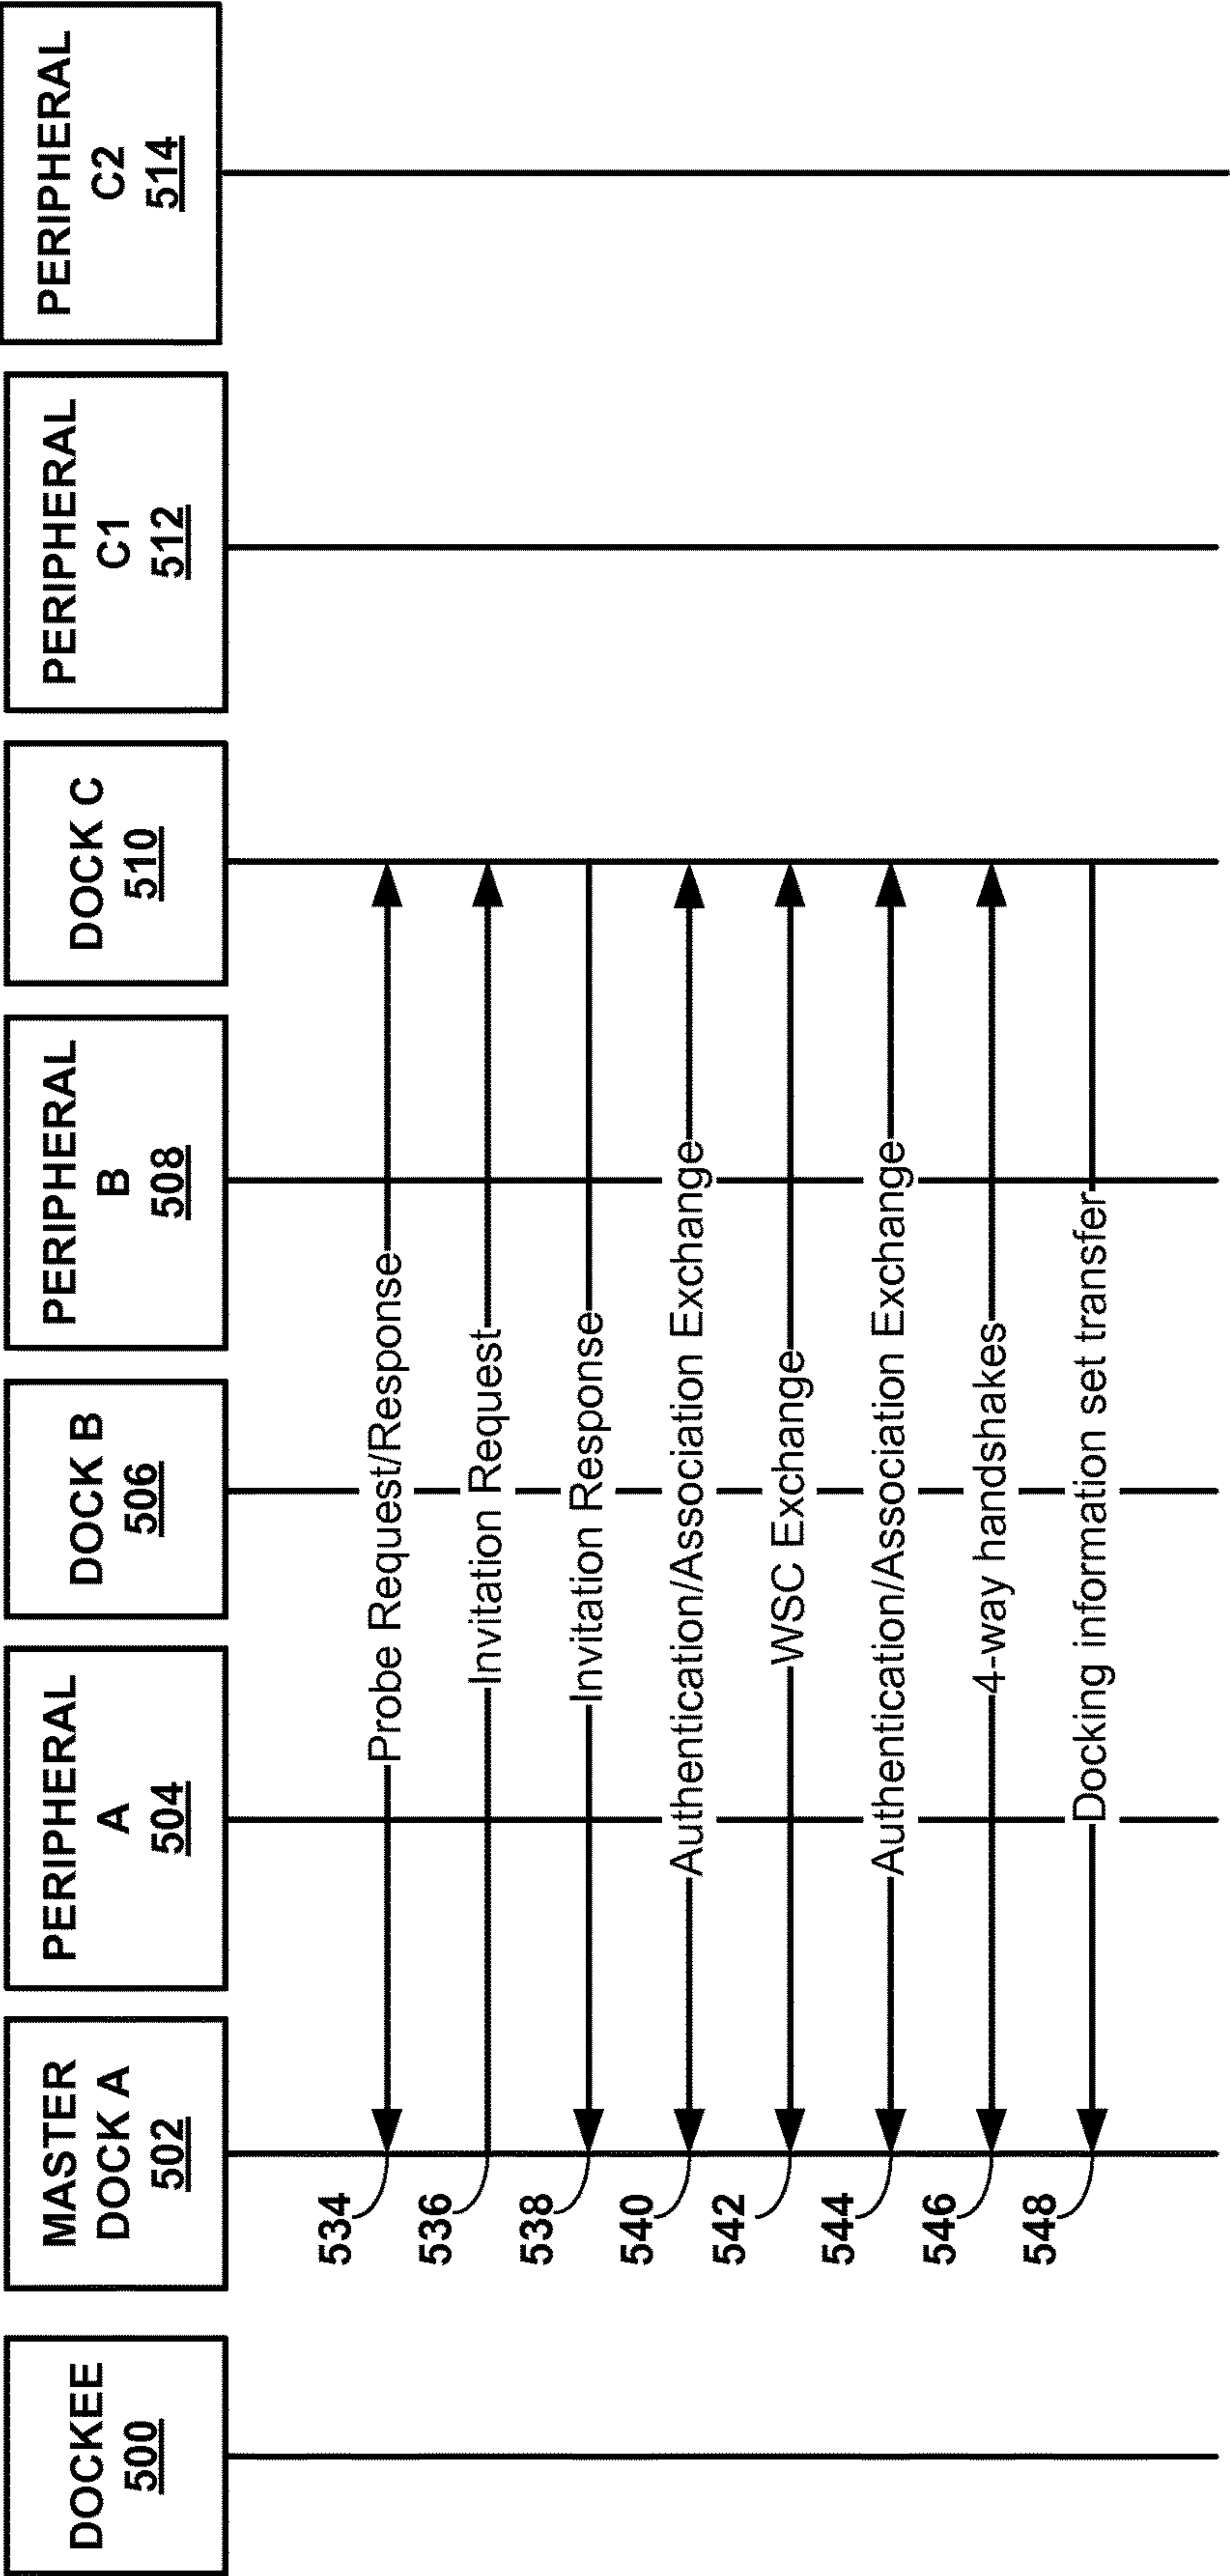 DOCKEE
500
MASTER
DOCK A
502
PERIPHERAL
A
504
DOCK B
506
PERIPHERAL
B
508
DOCK C
510
PERIPHERAL
C1
512
PERIPHERAL
C2
514
534
Probe Request/Response
536
Invitation Request
538
Invitation Response
540
Authentication/Association Exchange
542
WSC Exchange
544
Authentication/Association Exchange
546
4-way handshakes
548
Docking information set transfer